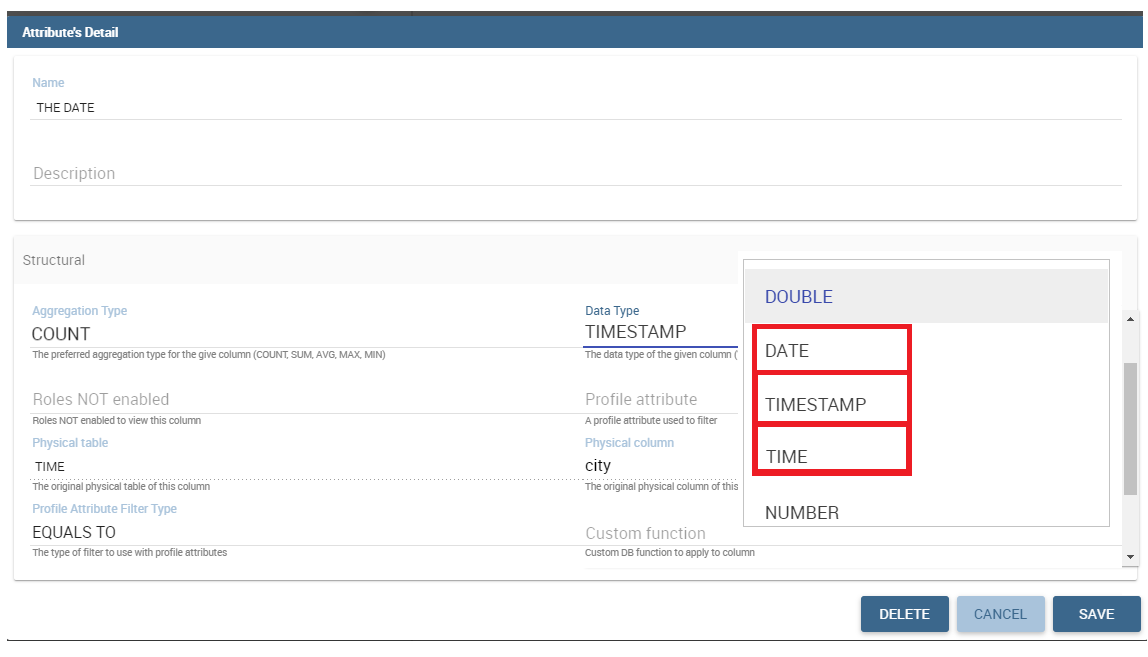 Attribute's Detail
Name
THE DATE
Description
Structural
Aggregation Type
COUNT
The preferred aggregation type for the give column (COUNT, SUM, AVG, MAX, MIN)
Data Type
TIMESTAMP
The data type of the given column (
DOUBLE
DATE
TIMESTAMP
TIME
NUMBER
Roles NOT enabled
Roles NOT enabled to view this column
Profile attribute
A profile attribute used to filter
Physical table
TIME
The original physical table of this column
Physical column
city
The original physical column of this
Profile Attribute Filter Type
EQUALS TO
The type of filter to use with profile attributes
Custom function
Custom DB function to apply to column
DELETE
CANCEL
SAVE